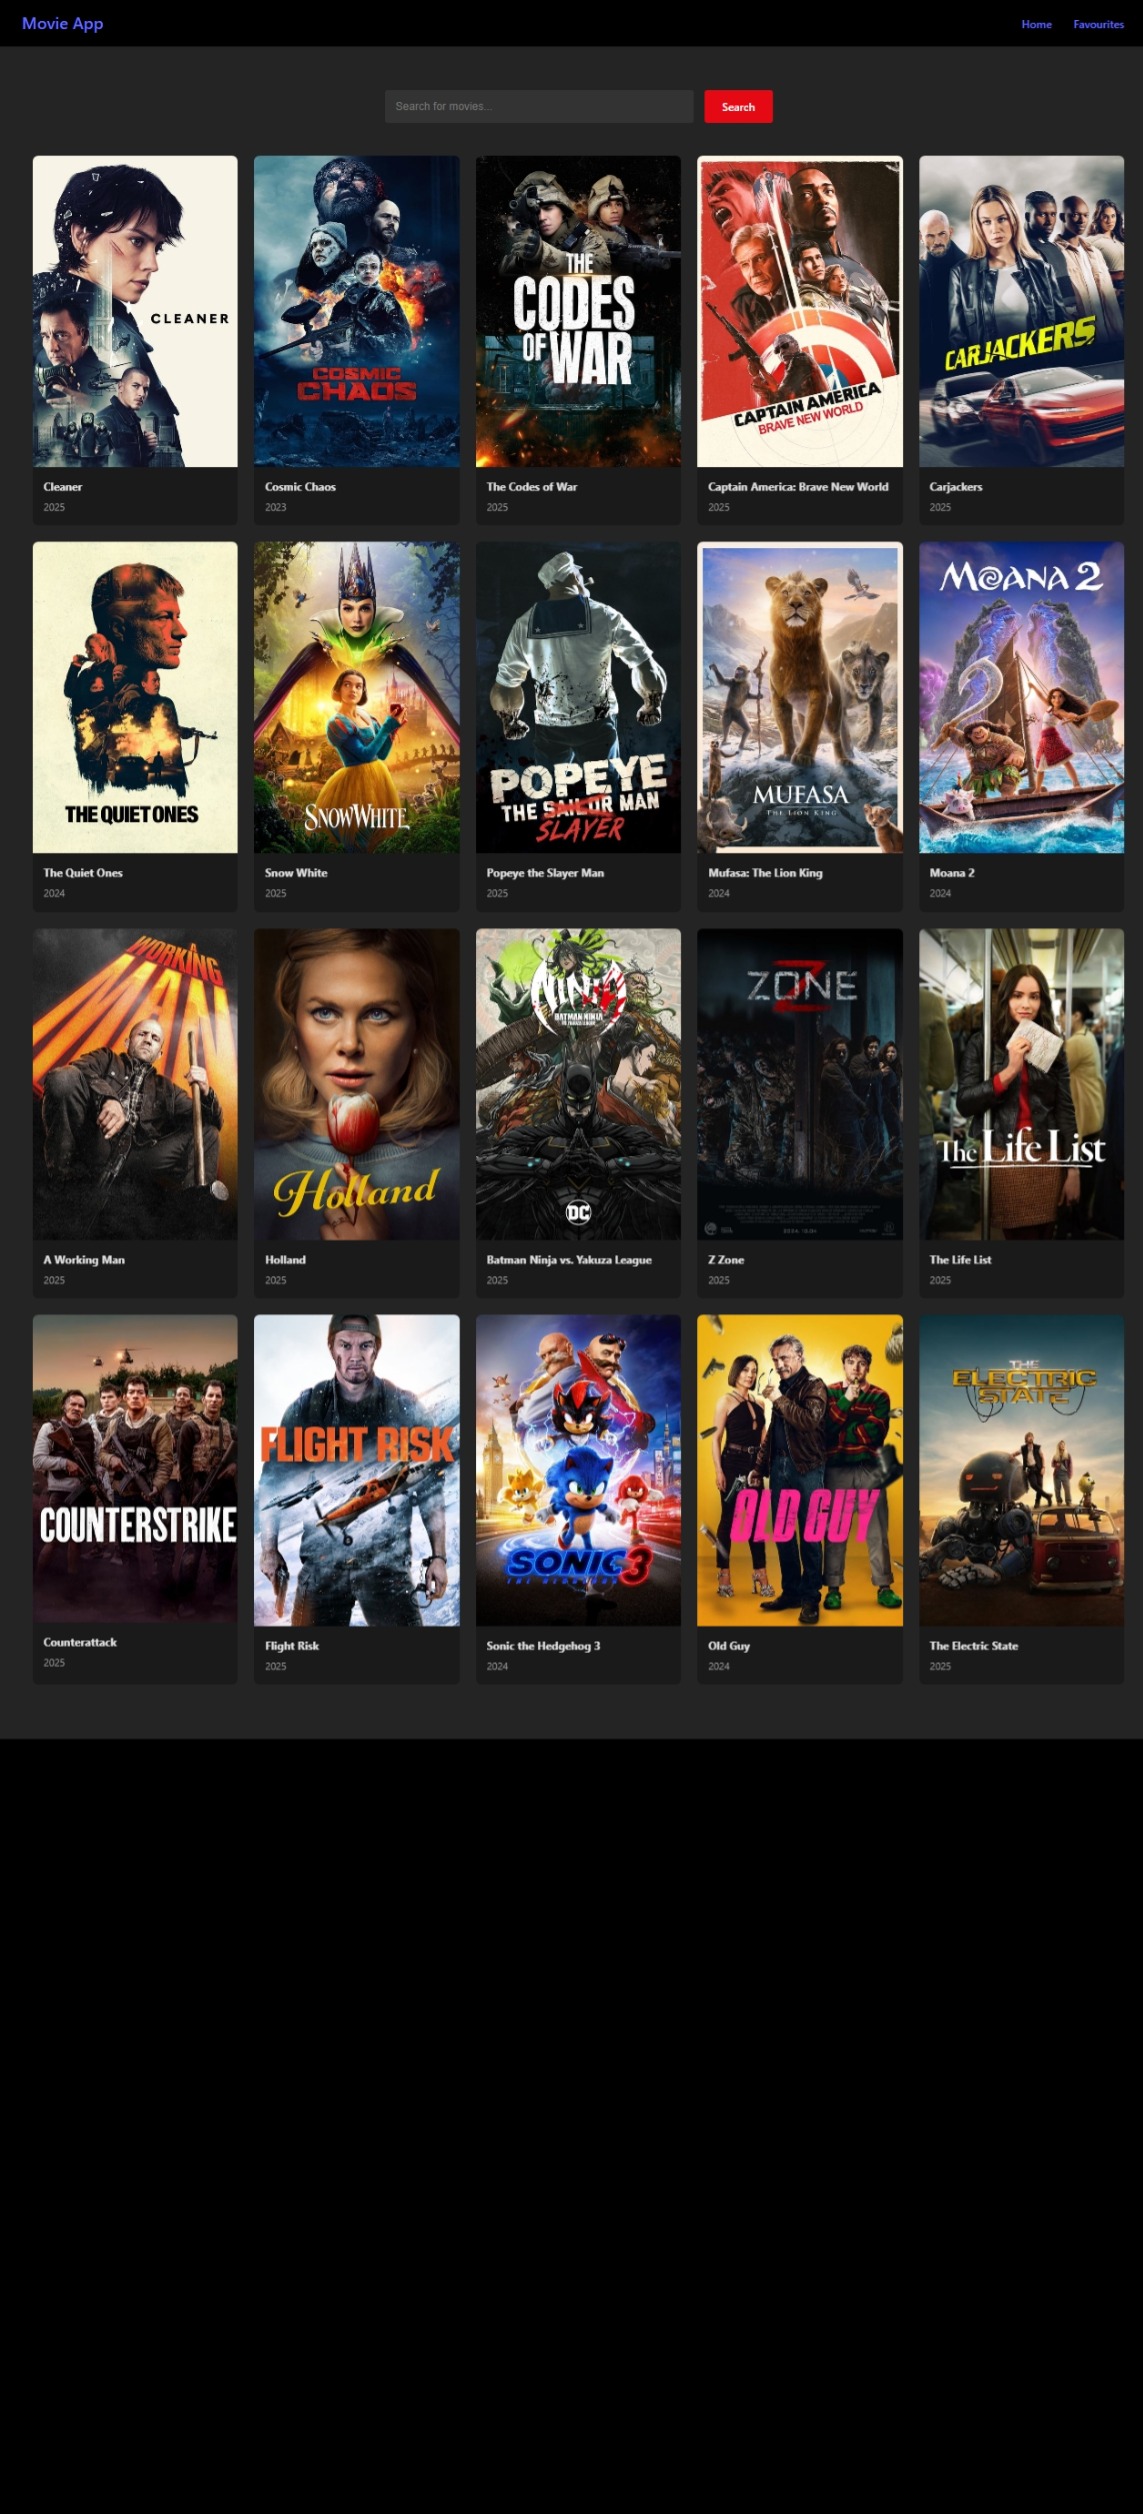 Movie App
Home
Favourites
Search for movies...
Search
CLEANER
Cleaner
2025
COSMIC
CHAOS
Cosmic Chaos
2023
THE
CODES
OF WAR
The Codes of War
2025
CAPTAIN AMERICA
BRAVE NEW WORLD
Captain America: Brave New World
2025
CARJACKERS
Carjackers
2025
THE QUIET ONES
The Quiet Ones
2024
SNOW WHITE
Snow White
2025
POPEYE
THE SAILOR MAN
SLAYER
Popeye the Slayer Man
2025
MUFASA
THE LION KING
Mufasa: The Lion King
2024
MOANA 2
Moana 2
2024
A
WORKING
MAN
A Working Man
2025
Holland
Holland
2025
NINJA
BATMAN NINJA
DC
Batman Ninja vs. Yakuza League
2025
Z
ZONE
Z Zone
2025
The Life List
The Life List
2025
COUNTERSTRIKE
Counterattack
2025
FLIGHT RISK
Flight Risk
2025
SONIC 3
THE HEDGEHOG
Sonic the Hedgehog 3
2024
OLD GUY
Old Guy
2024
THE
ELECTRIC
STATE
The Electric State
2025